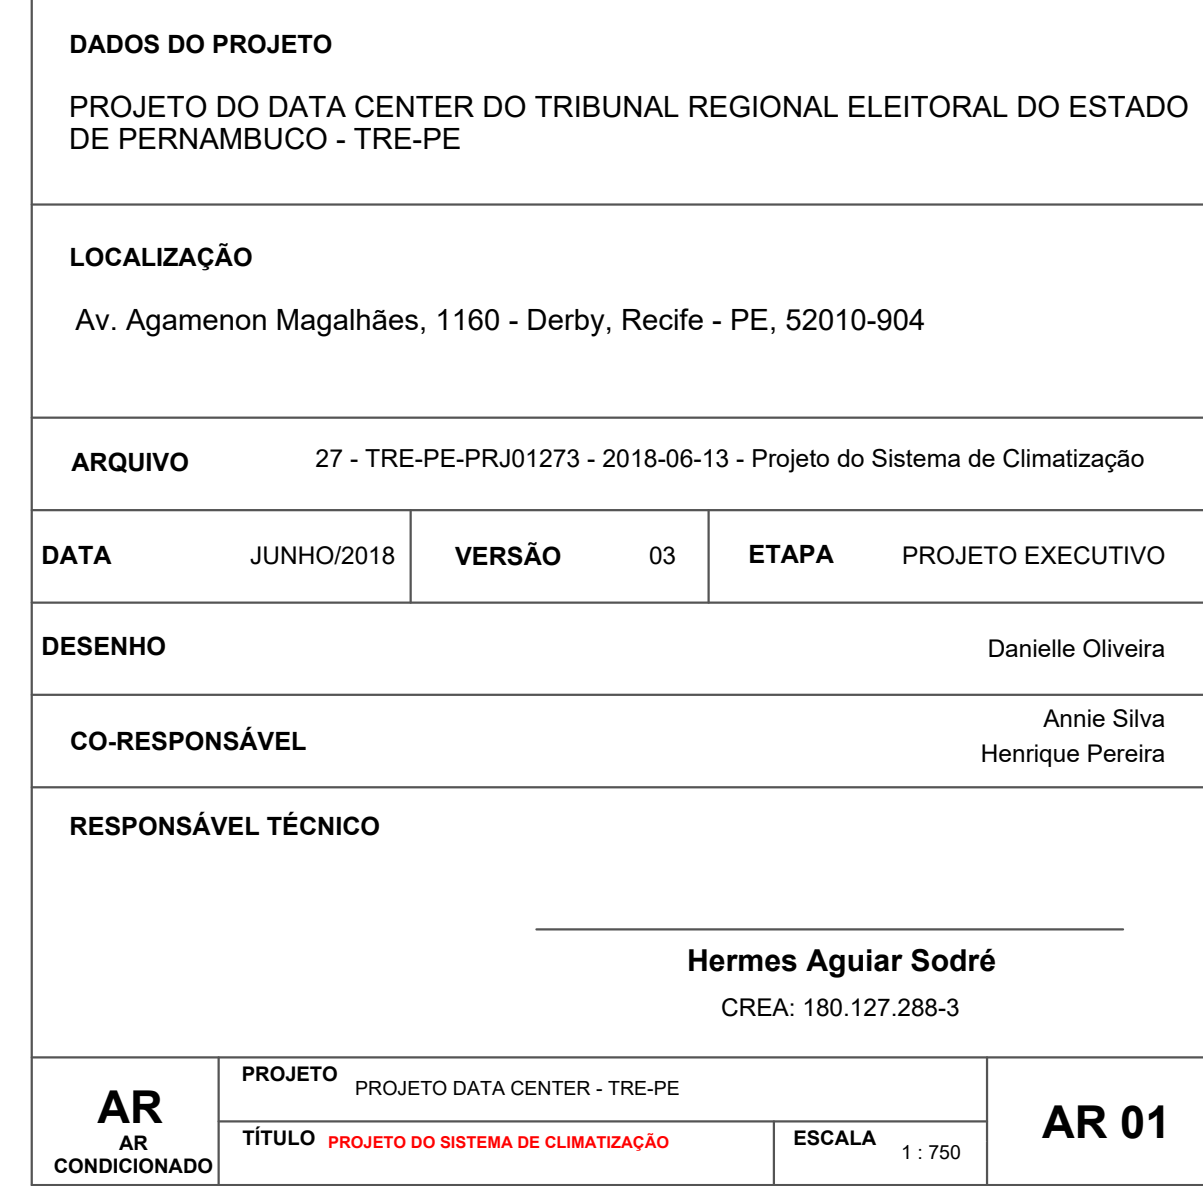 DADOS DO PROJETO
PROJETO DO DATA CENTER DO TRIBUNAL REGIONAL ELEITORAL DO ESTADO
DE PERNAMBUCO - TRE-PE
LOCALIZAÇÃO
Av. Agamenon Magalhães, 1160 - Derby, Recife - PE, 52010-904
ARQUIVO 27 - TRE-PE-PRJ01273 - 2018-06-13 - Projeto do Sistema de Climatização
DATA JUNHO/2018 VERSÃO 03 ETAPA PROJETO EXECUTIVO
DESENHO Danielle Oliveira
CO-RESPONSÁVEL
Annie Silva
Henrique Pereira
RESPONSÁVEL TÉCNICO
Hermes Aguiar Sodré
CREA: 180.127.288-3
AR
AR
CONDICIONADO
PROJETO PROJETO DATA CENTER - TRE-PE
TÍTULO PROJETO DO SISTEMA DE CLIMATIZAÇÃO
ESCALA 1 : 750
AR 01